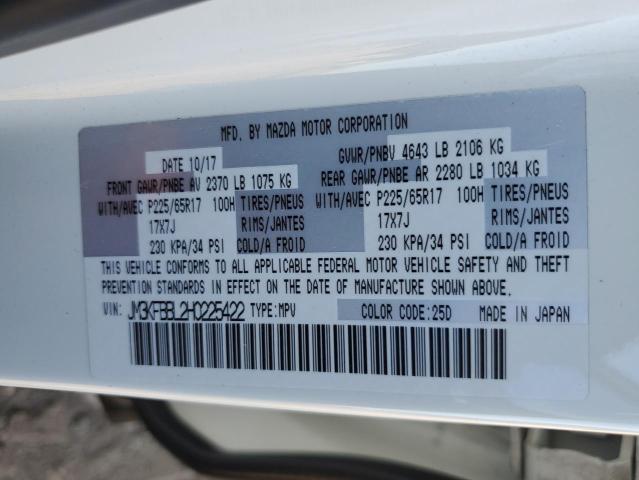 MFD. BY MAZDA MOTOR CORPORATION
DATE 10/17 GVWR/PNBV 4643 LB 2106 KG
FRONT GAWR/PNBE AV 2370 LB 1075 KG REAR GAWR/PNBE AR 2280 LB 1034 KG
WITH/AVEC P225/65R17 100H TIRES/PNEUS WITH/AVEC P225/65R17 100H TIRES/PNEUS
17X7J RIMS/JANTES 17X7J RIMS/JANTES
230 KPA/34 PSI COLD/A FROID 230 KPA/34 PSI COLD/A FROID
THIS VEHICLE CONFORMS TO ALL APPLICABLE FEDERAL MOTOR VEHICLE SAFETY AND THEFT
PREVENTION STANDARDS IN EFFECT ON THE DATE OF MANUFACTURE SHOWN ABOVE.
VIN: JM3KFBBL2H0225422 TYPE:MPV COLOR CODE:25D MADE IN JAPAN